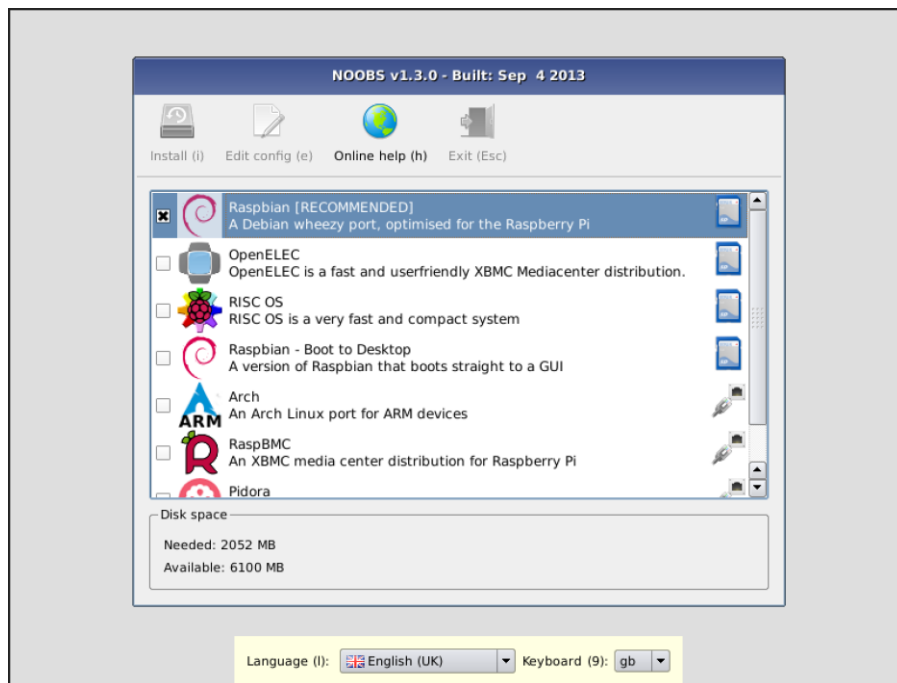 NOOBS v1.3.0 - Built: Sep  4 2013
Install (i)
Edit config (e)
Online help (h)
Exit (Esc)
Raspbian [RECOMMENDED]
A Debian wheezy port, optimised for the Raspberry Pi
OpenELEC
OpenELEC is a fast and userfriendly XBMC Mediacenter distribution.
RISC OS
RISC OS is a very fast and compact system
Raspbian - Boot to Desktop
A version of Raspbian that boots straight to a GUI
Arch
An Arch Linux port for ARM devices
ARM
RaspBMC
An XBMC media center distribution for Raspberry Pi
Pidora
Disk space
Needed: 2052 MB
Available: 6100 MB
Language (l): English (UK) Keyboard (9): gb